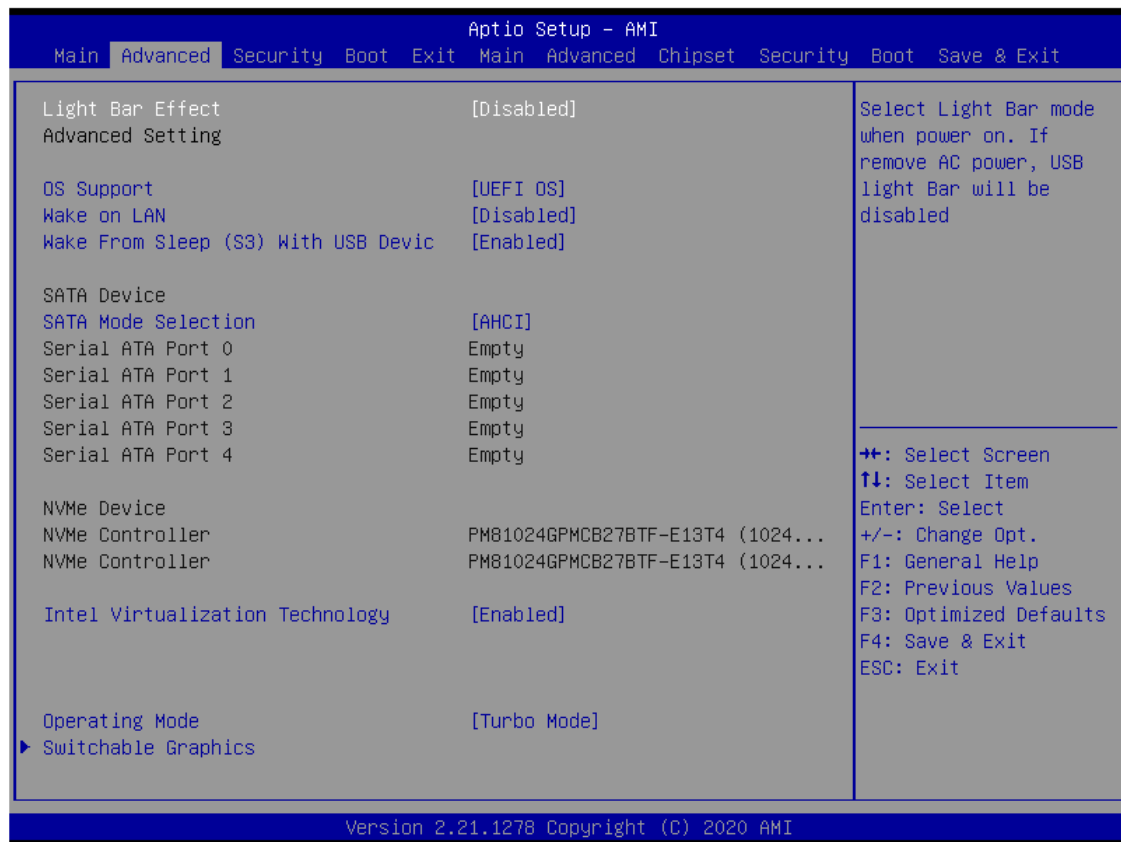 Aptio Setup – AMI
Main Advanced Security Boot Exit Main Advanced Chipset Security Boot Save & Exit
Light Bar Effect [Disabled]
Advanced Setting
OS Support [UEFI OS]
Wake on LAN [Disabled]
Wake From Sleep (S3) With USB Devic [Enabled]
SATA Device
SATA Mode Selection [AHCI]
Serial ATA Port 0 Empty
Serial ATA Port 1 Empty
Serial ATA Port 2 Empty
Serial ATA Port 3 Empty
Serial ATA Port 4 Empty
NVMe Device
NVMe Controller PM81024GPMCB27BTF-E13T4 (1024...
NVMe Controller PM81024GPMCB27BTF-E13T4 (1024...
Intel Virtualization Technology [Enabled]
Operating Mode [Turbo Mode]
Switchable Graphics
Select Light Bar mode
when power on. If
remove AC power, USB
light Bar will be
disabled
→←: Select Screen
↑↓: Select Item
Enter: Select
+/-: Change Opt.
F1: General Help
F2: Previous Values
F3: Optimized Defaults
F4: Save & Exit
ESC: Exit
Version 2.21.1278 Copyright (C) 2020 AMI